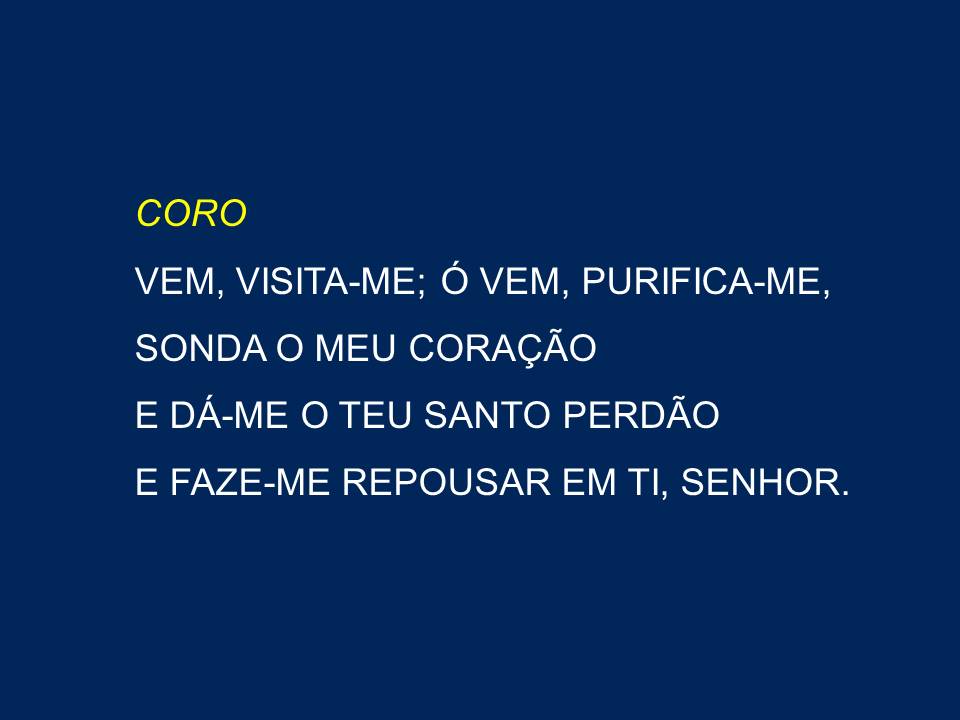 CORO
VEM, VISITA-ME; Ó VEM, PURIFICA-ME,
SONDA O MEU CORAÇÃO
E DÁ-ME O TEU SANTO PERDÃO
E FAZE-ME REPOUSAR EM TI, SENHOR.